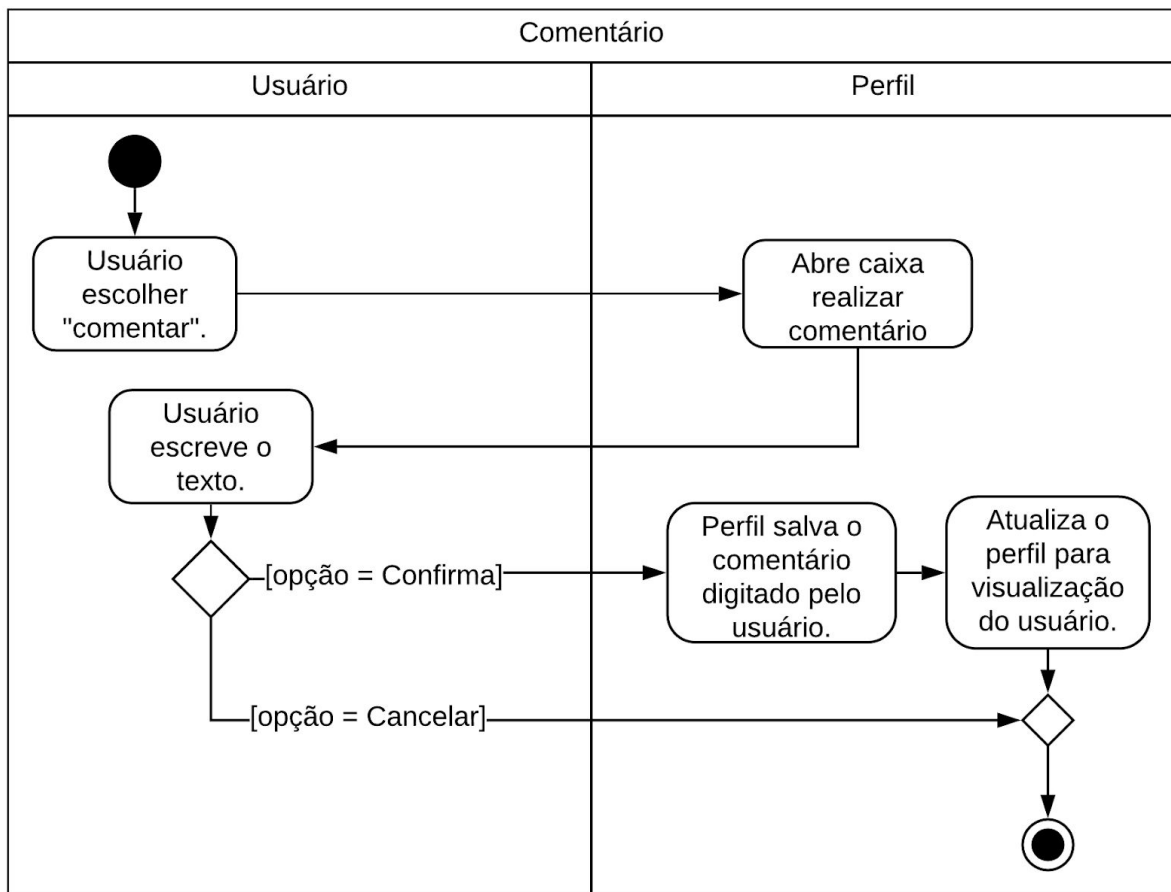 Comentário
Usuário
Perfil
Usuário
escolher
"comentar".
Abre caixa
realizar
comentário
Usuário
escreve o
texto.
[opção = Confirma]
Perfil salva o
comentário
digitado pelo
usuário.
Atualiza o
perfil para
visualização
do usuário.
[opção = Cancelar]